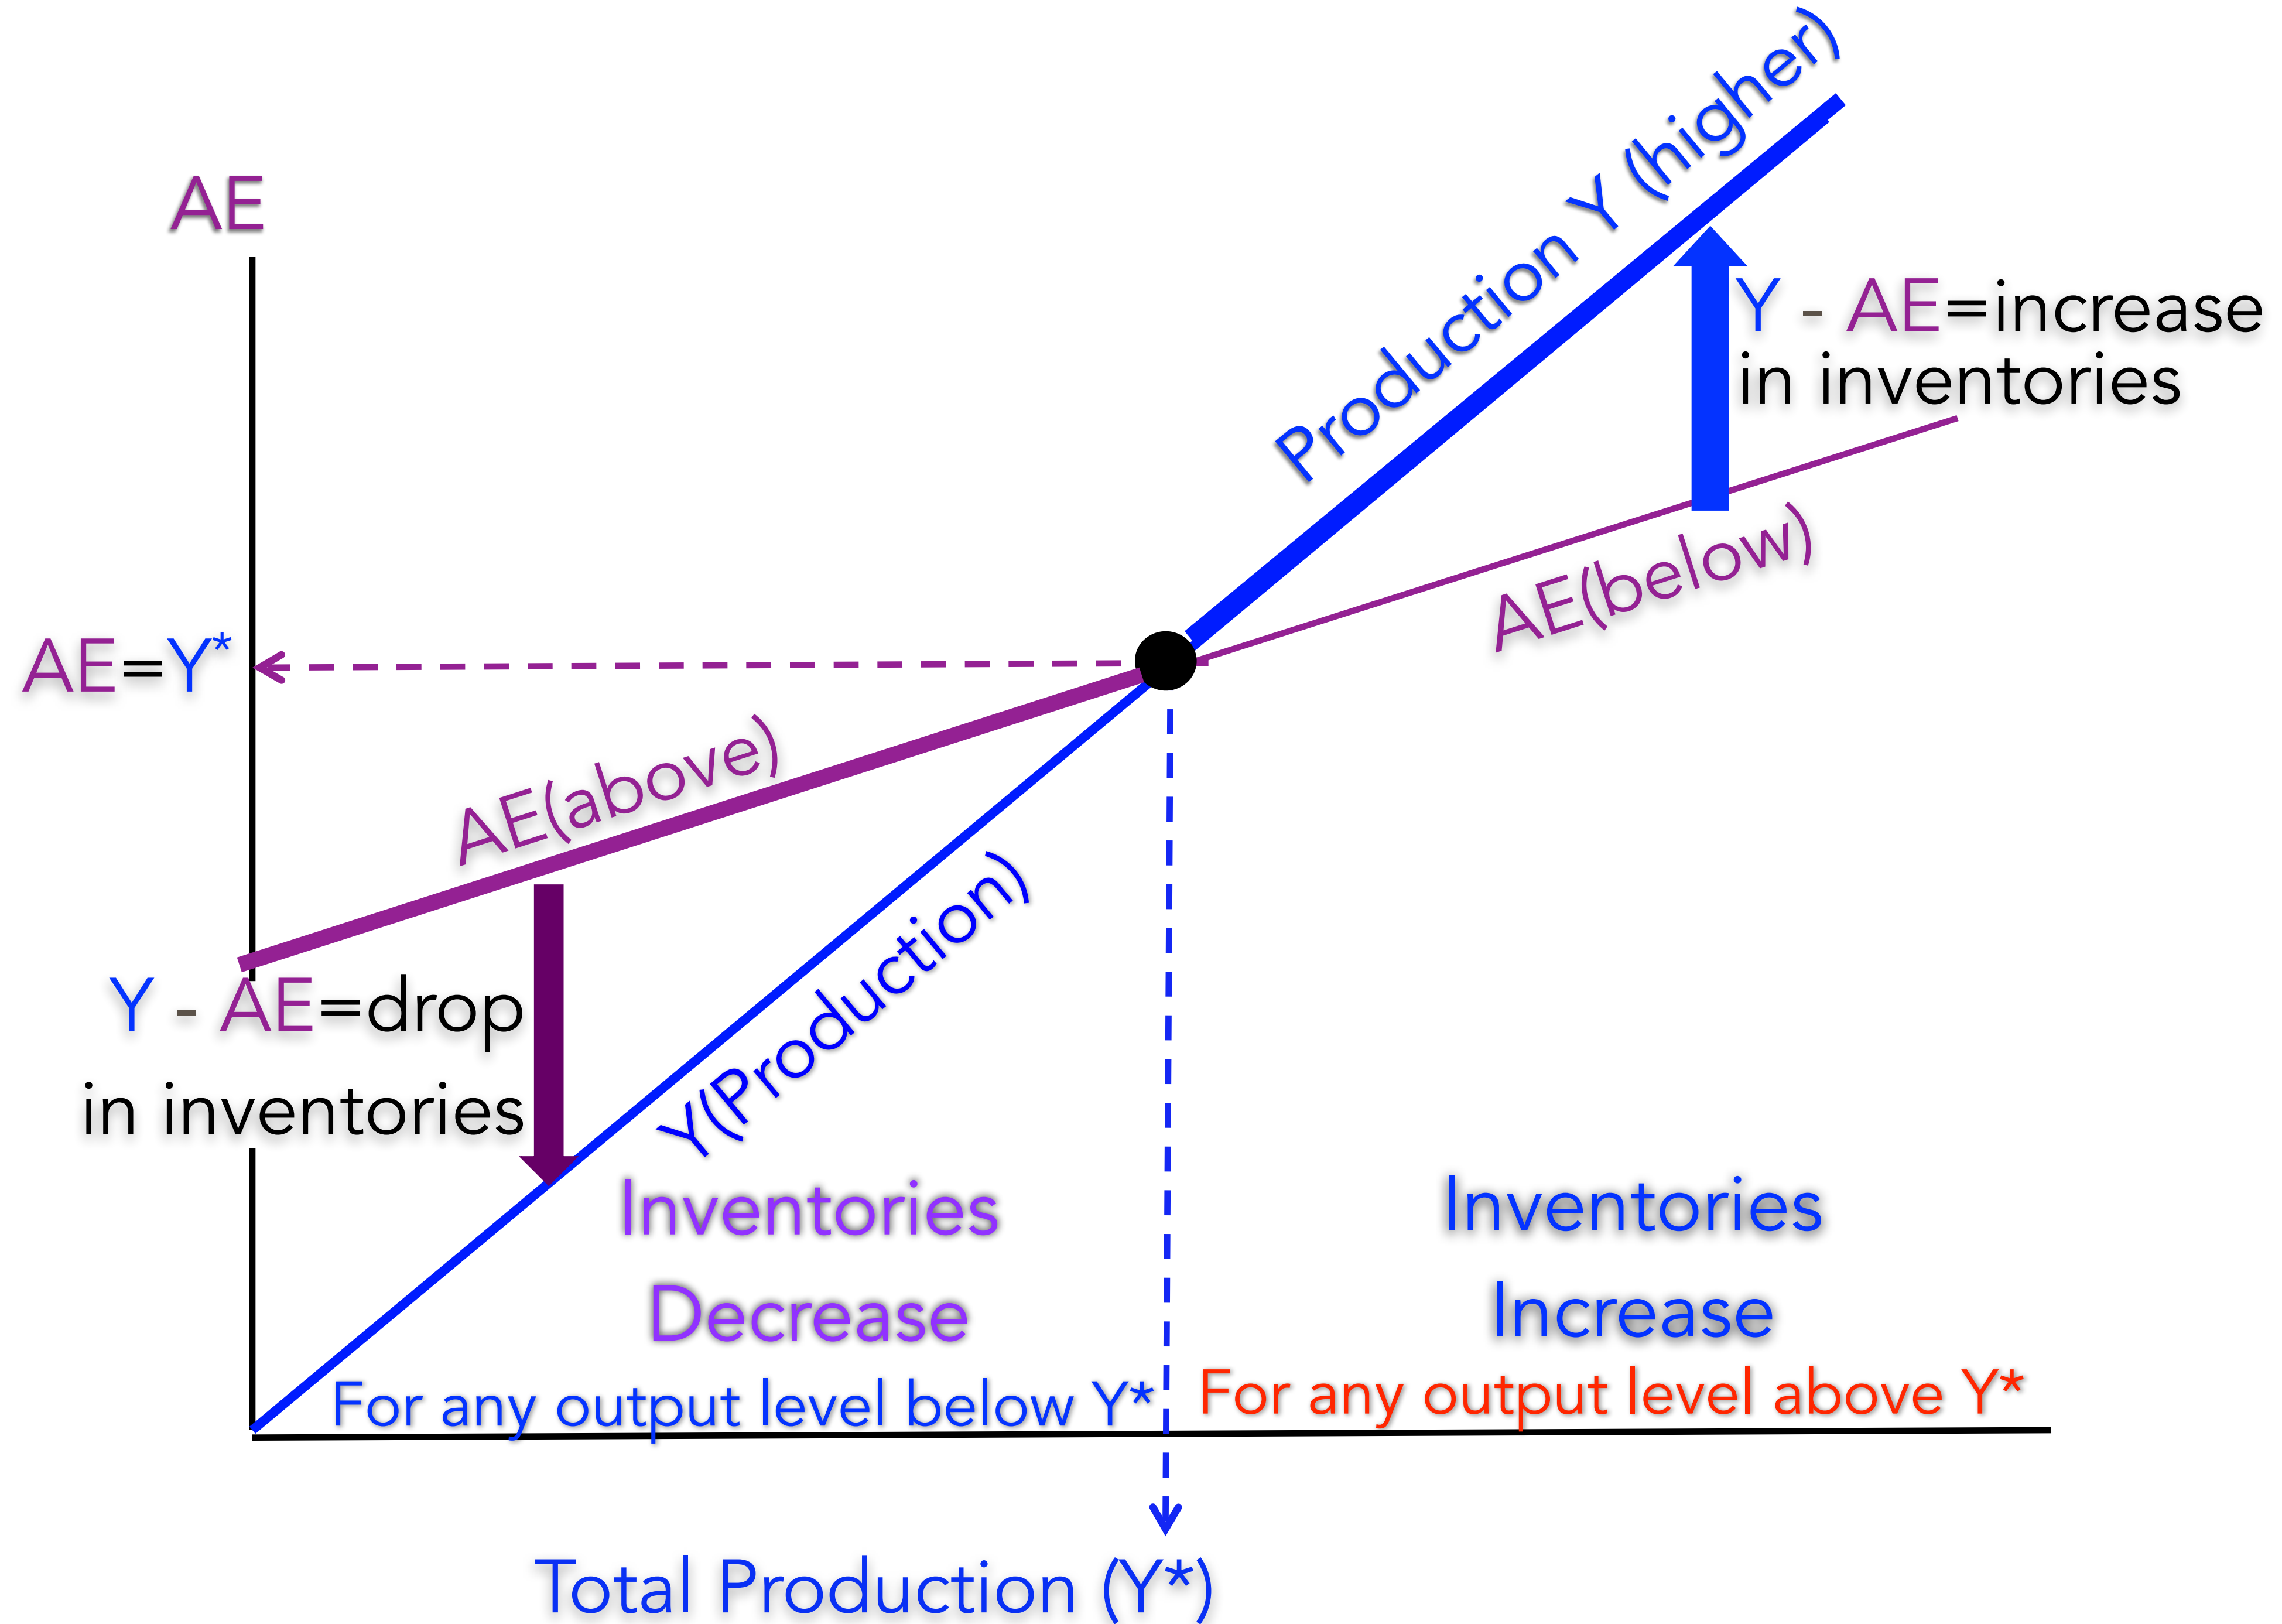 Production Y (higher)
AE
Y - AE=increase
in inventories
AE(below)
AE=Y*
AE(above)
Y(Production)
Y - AE=drop
in inventories
Inventories
Decrease
For any output level below Y*
Inventories
Increase
For any output level above Y*
Total Production (Y*)